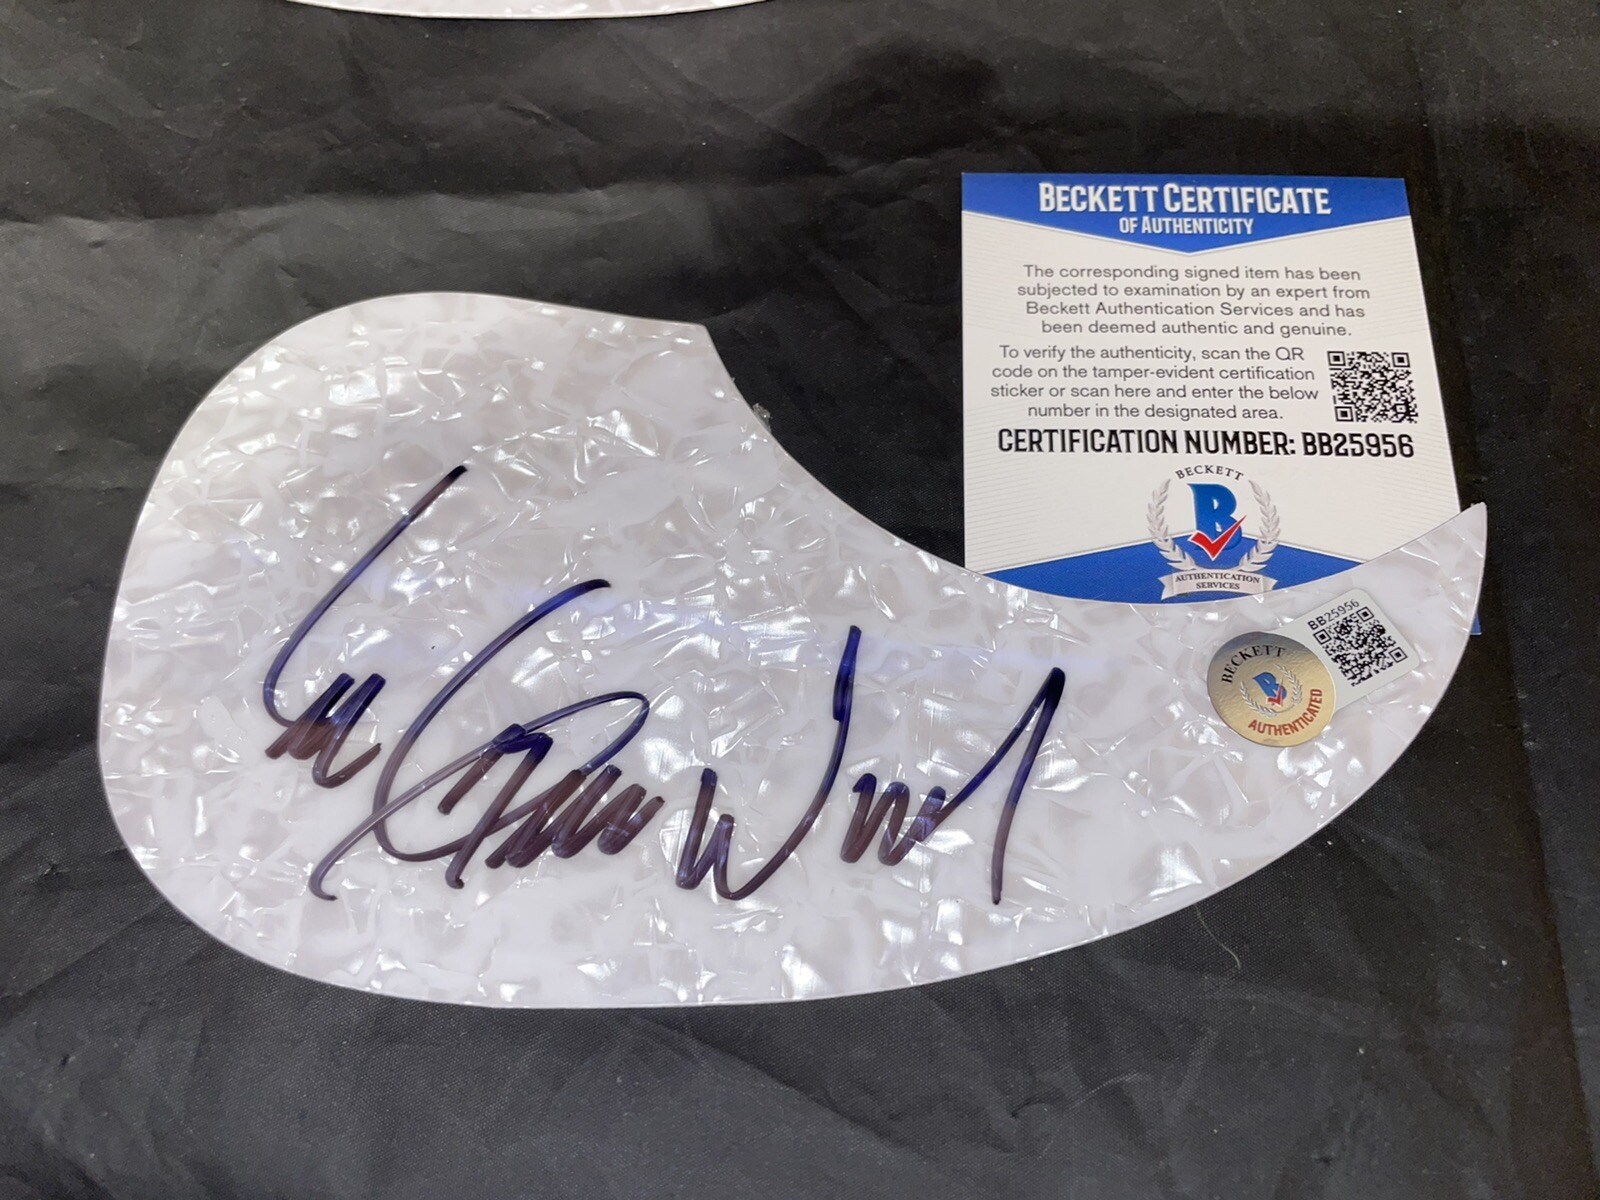 BECKETT CERTIFICATE
OF AUTHENTICITY
The corresponding signed item has been
subjected to examination by an expert from
Beckett Authentication Services and has
been deemed authentic and genuine.
To verify the authenticity, scan the QR
code on the tamper-evident certification
sticker or scan here and enter the below
number in the designated area.
CERTIFICATION NUMBER: BB25956
BECKETT
B
AUTHENTICATION
SERVICES
BB25956
BECKETT
B
AUTHENTICATED